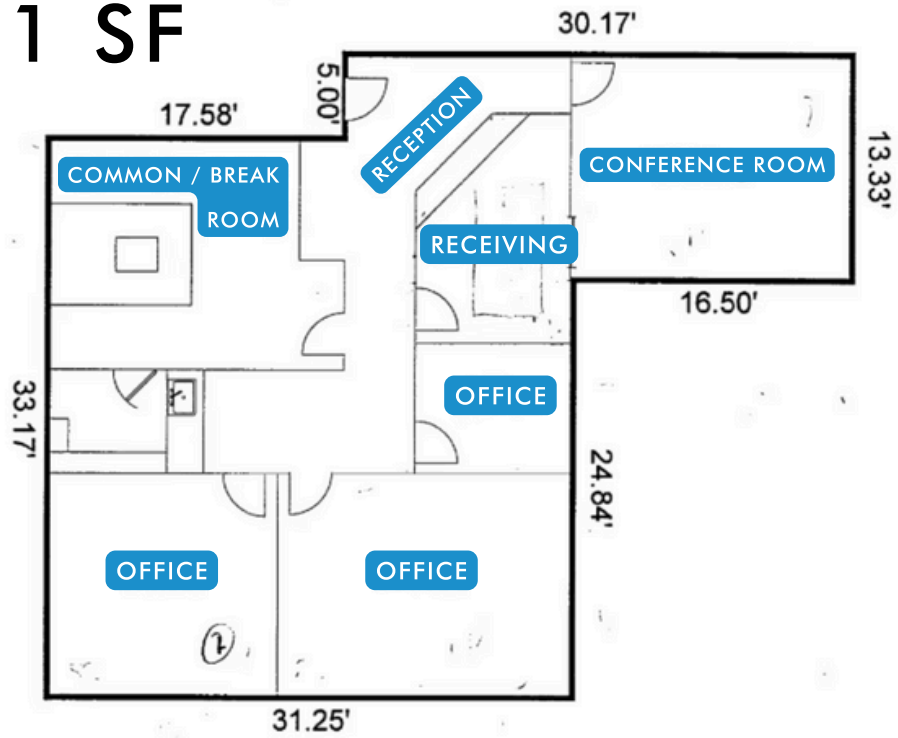 1 SF
30.17'
5.00'
17.58'
RECEPTION
13.33'
CONFERENCE ROOM
COMMON / BREAK
ROOM
RECEIVING
16.50'
OFFICE
33.17'
24.84'
OFFICE
OFFICE
31.25'